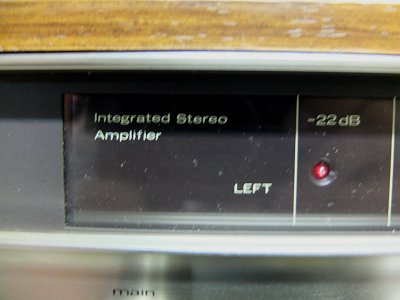 Integrated Stereo
Amplifier
-22dB
LEFT
main